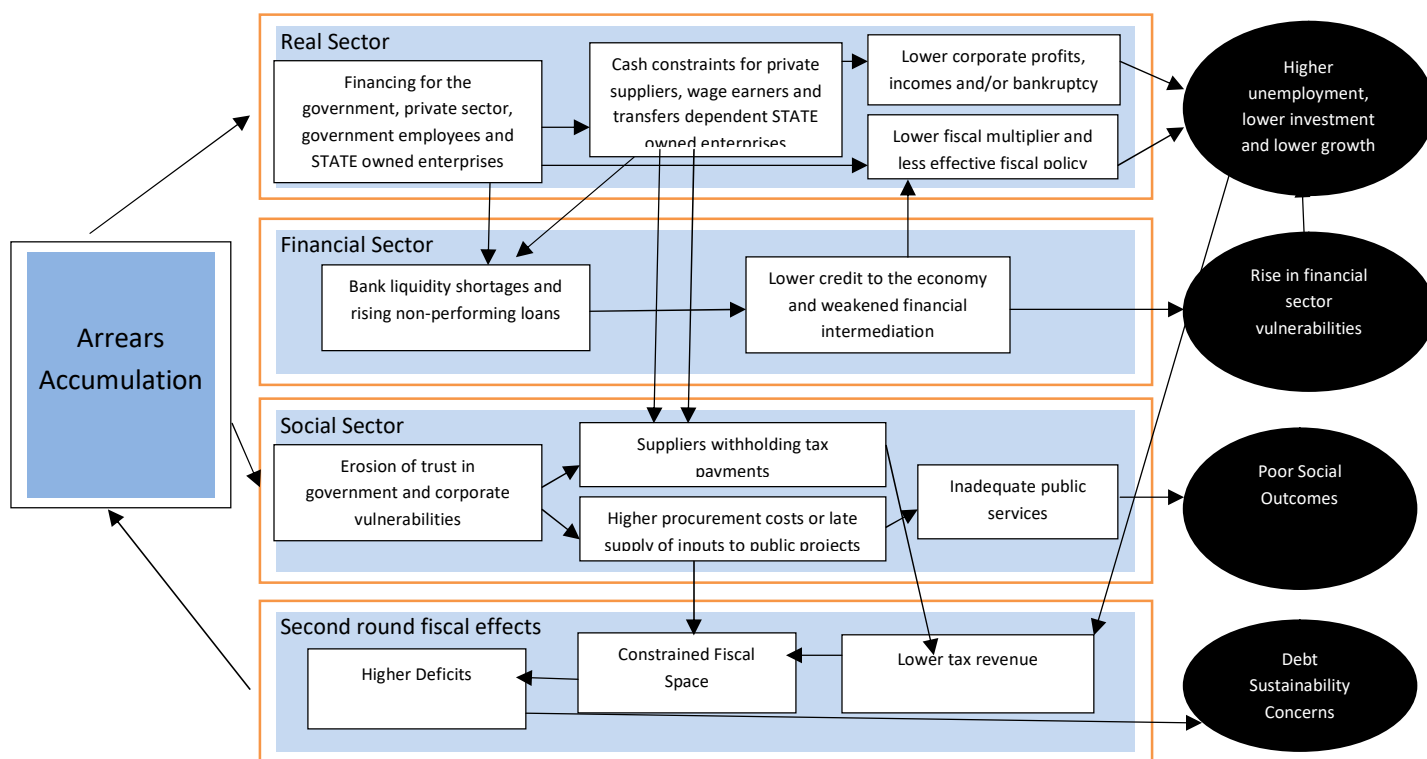 Real Sector
Financing for the
government, private sector,
government employees and
STATE owned enterprises
Cash constraints for private
suppliers, wage earners and
transfers dependent STATE
owned enterprises
Lower corporate profits,
incomes and/or bankruptcy
Lower fiscal multiplier and
less effective fiscal policy
Higher
unemployment,
lower investment
and lower growth
Financial Sector
Bank liquidity shortages and
rising non-performing loans
Lower credit to the economy
and weakened financial
intermediation
Rise in financial
sector
vulnerabilities
Arrears
Accumulation
Social Sector
Erosion of trust in
government and corporate
vulnerabilities
Suppliers withholding tax
payments
Higher procurement costs or late
supply of inputs to public projects
Inadequate public
services
Poor Social
Outcomes
Second round fiscal effects
Higher Deficits
Constrained Fiscal
Space
Lower tax revenue
Debt
Sustainability
Concerns